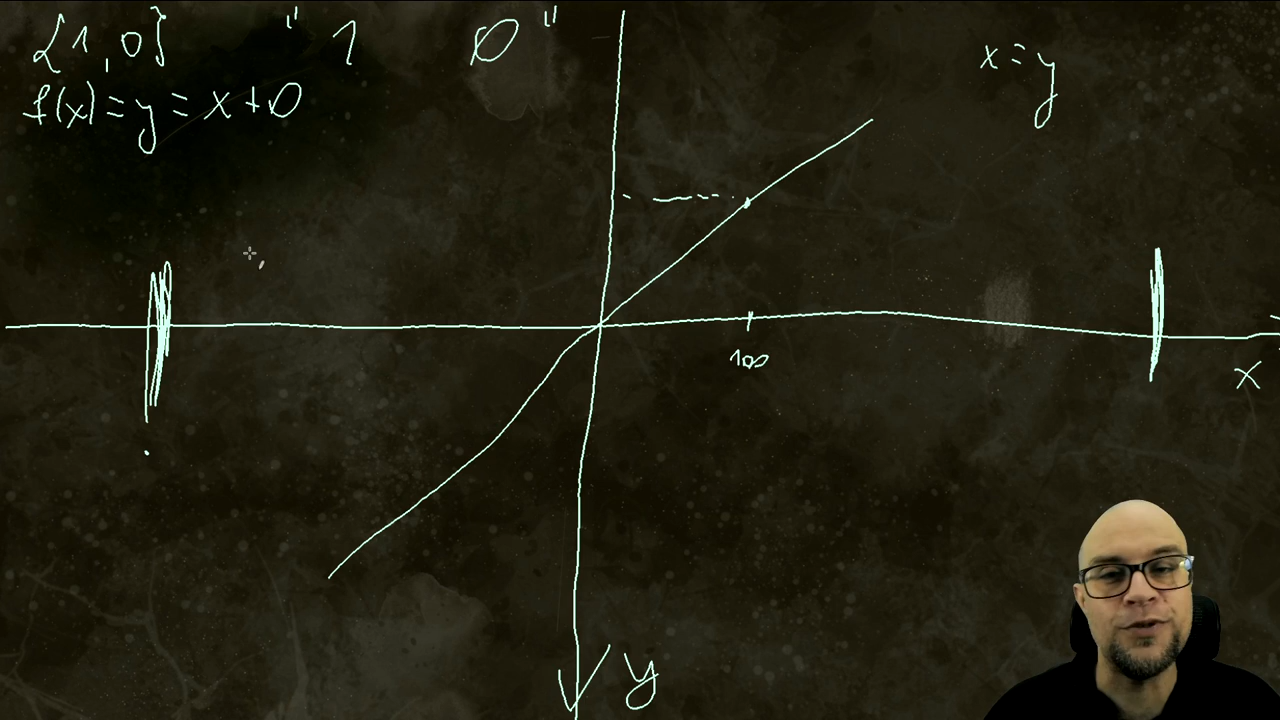 {1,0} " 1 0"
f(x)=y=x+0
x=y
100
x
y